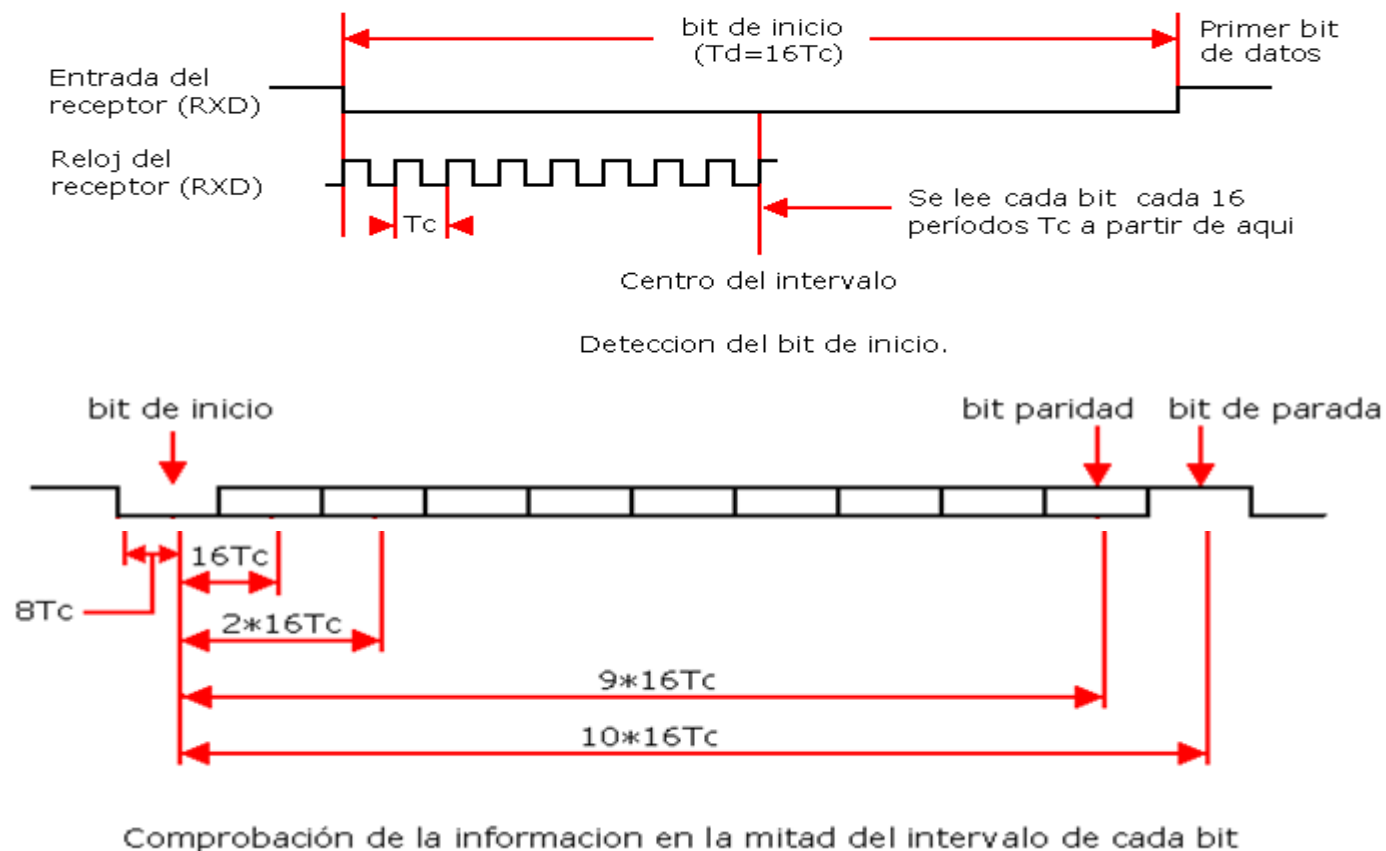 bit de inicio
(Td=16Tc)
Primer bit
de datos
Entrada del
receptor (RXD)
Reloj del
receptor (RXD)
Tc
Se lee cada bit cada 16
períodos Tc a partir de aqui
Centro del intervalo
Deteccion del bit de inicio.
bit de inicio
bit paridad
bit de parada
16Tc
8Tc
2*16Tc
9*16Tc
10*16Tc
Comprobación de la informacion en la mitad del intervalo de cada bit